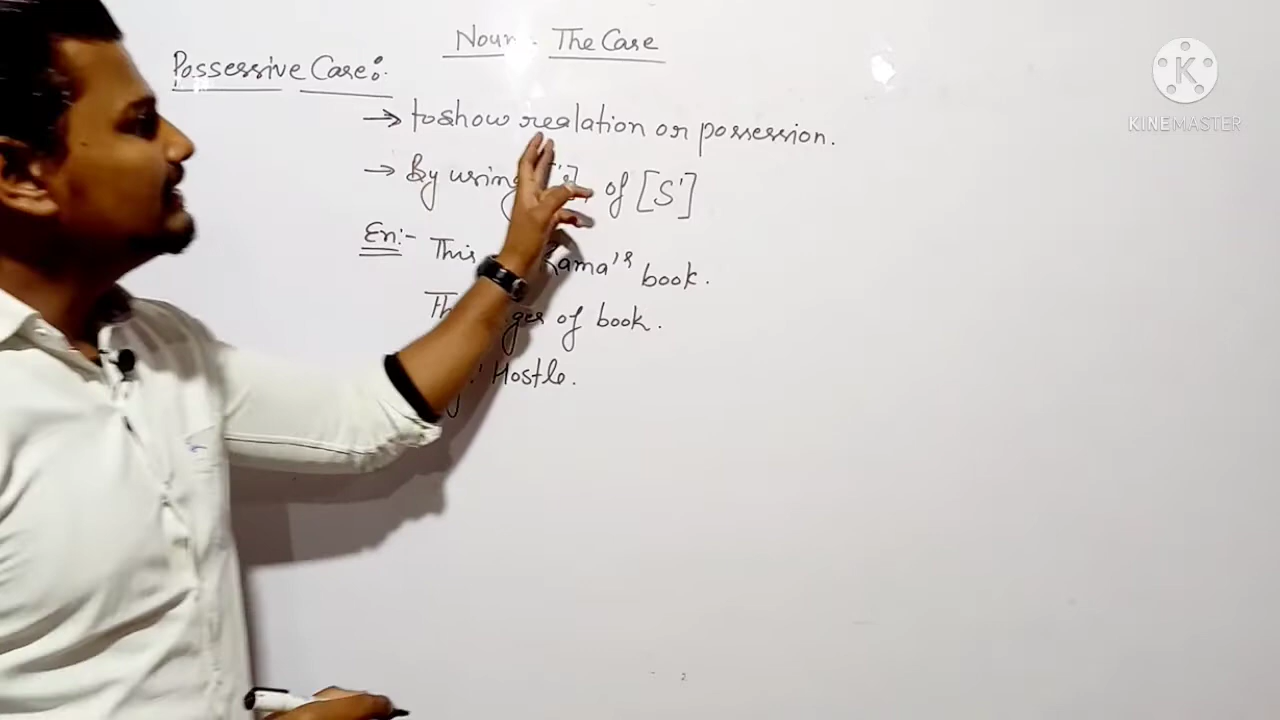 Noun - The Case
Possessive Case:
→ to show realation or possession.
→ By using ['s], of [S']
En:- This Rama's book.
of book.
Hostle.
KINEMASTER